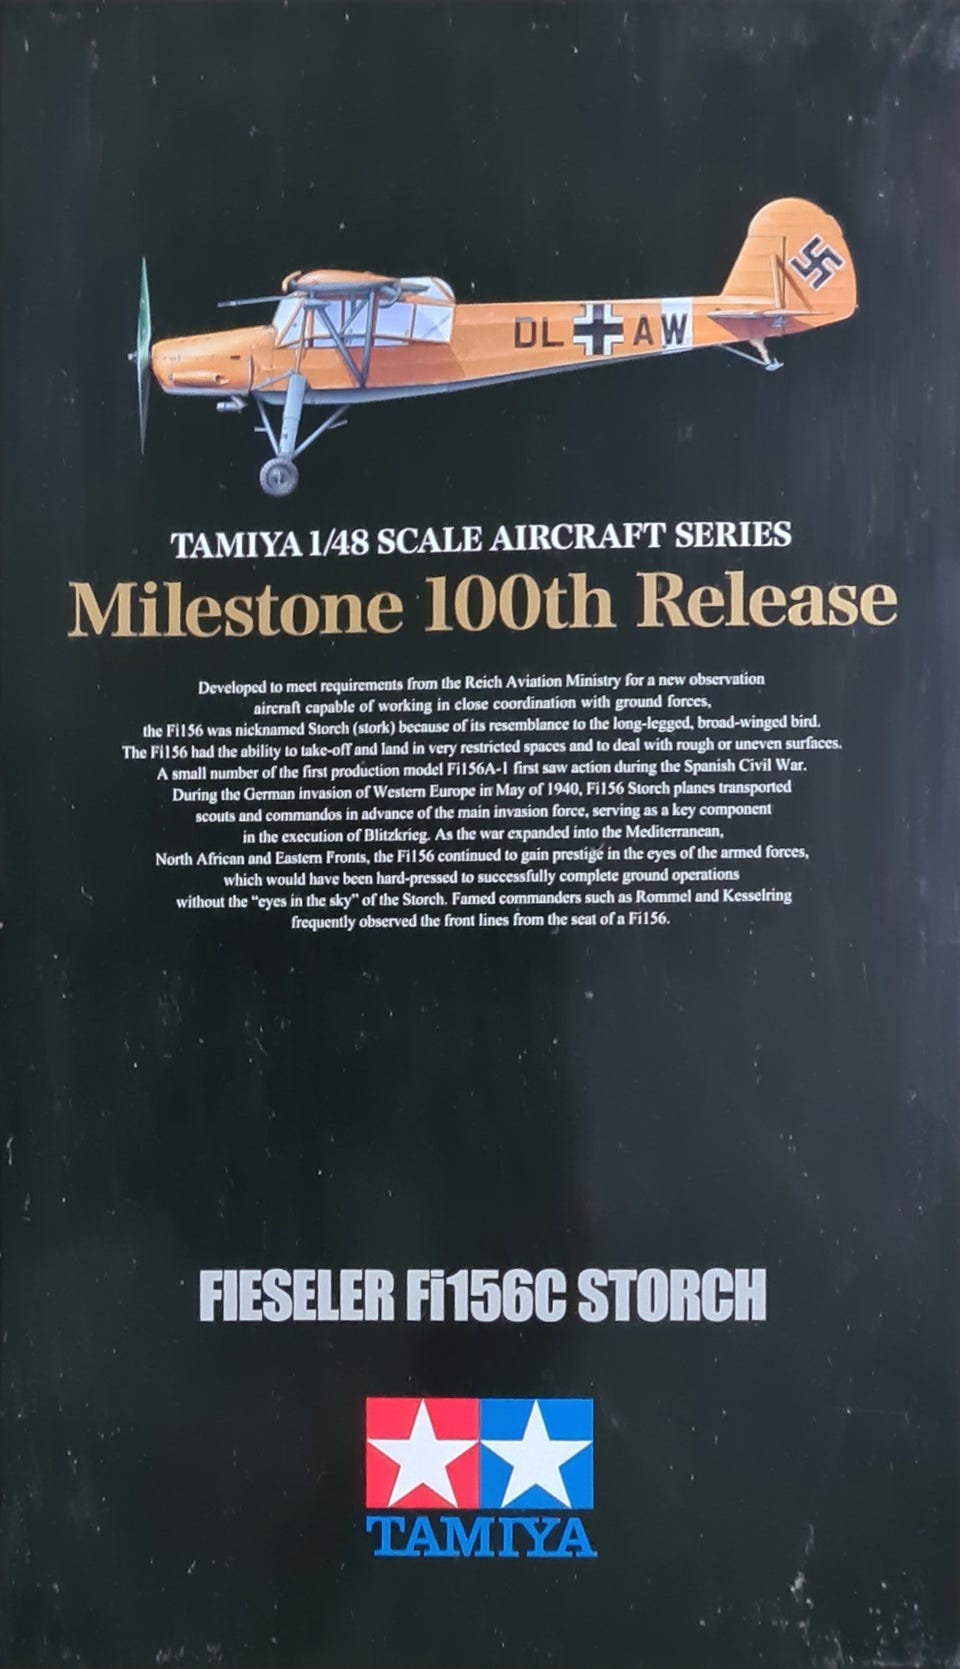 DL AW
TAMIYA 1/48 SCALE AIRCRAFT SERIES
Milestone 100th Release
Developed to meet requirements from the Reich Aviation Ministry for a new observation
aircraft capable of working in close coordination with ground forces,
the Fi156 was nicknamed Storch (stork) because of its resemblance to the long-legged, broad-winged bird.
The Fi156 had the ability to take-off and land in very restricted spaces and to deal with rough or uneven surfaces.
A small number of the first production model Fi156A-1 first saw action during the Spanish Civil War.
During the German invasion of Western Europe in May of 1940, Fi156 Storch planes transported
scouts and commandos in advance of the main invasion force, serving as a key component
in the execution of Blitzkrieg. As the war expanded into the Mediterranean,
North African and Eastern Fronts, the Fi156 continued to gain prestige in the eyes of the armed forces,
which would have been hard-pressed to successfully complete ground operations
without the “eyes in the sky” of the Storch. Famed commanders such as Rommel and Kesselring
frequently observed the front lines from the seat of a Fi156.
FIESELER Fi156C STORCH
TAMIYA